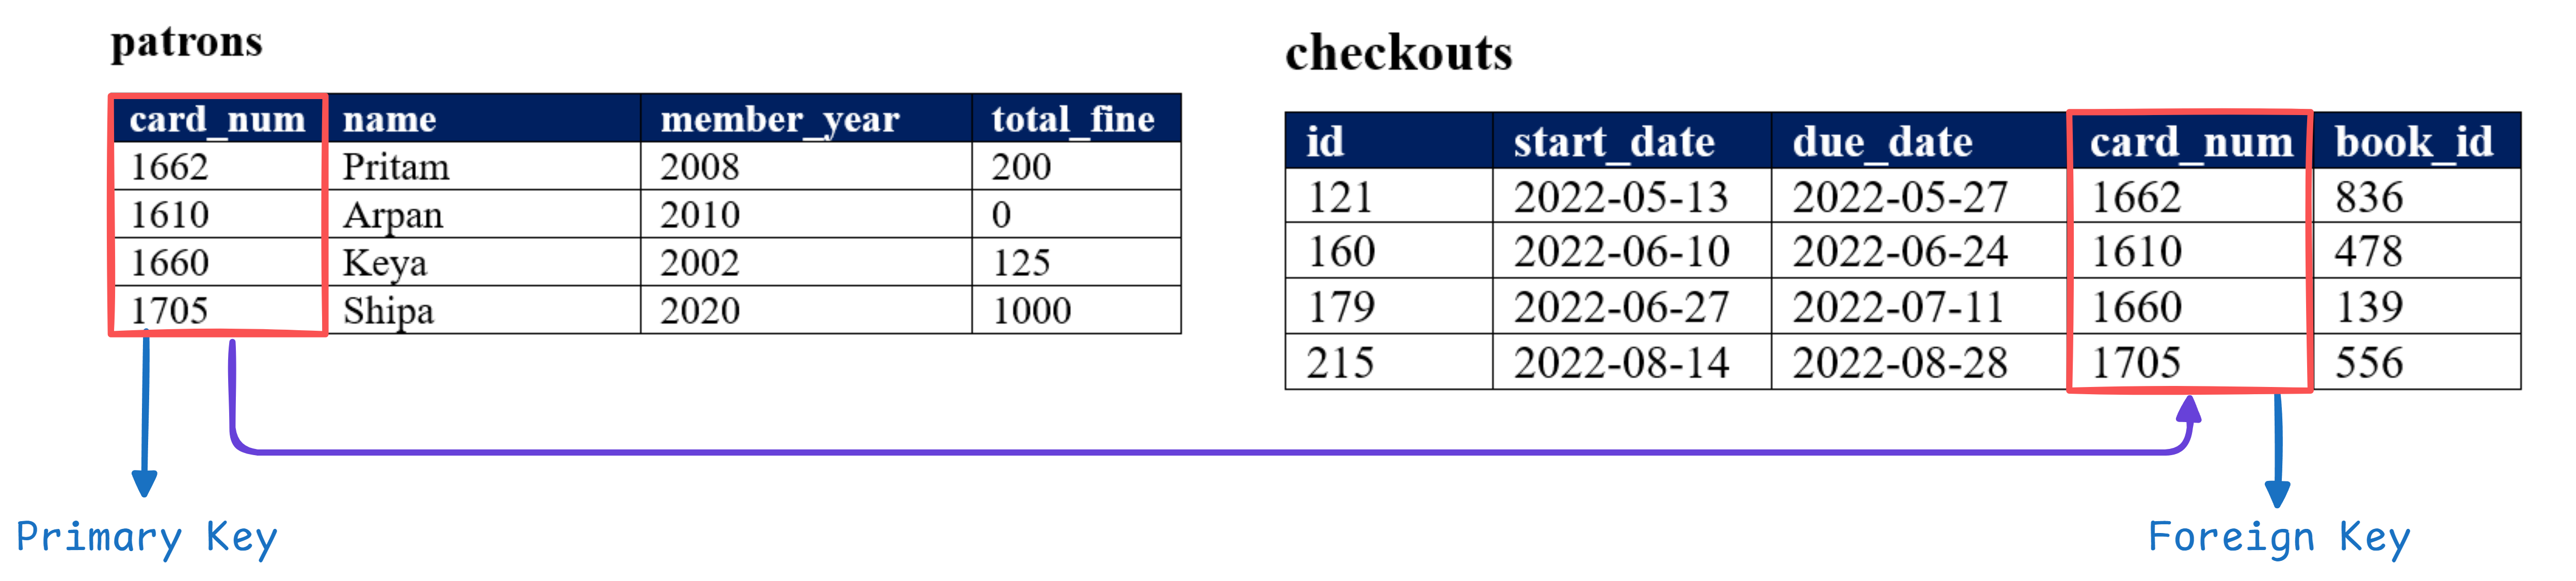 patrons
card_num name member_year total_fine
1662 Pritam 2008 200
1610 Arpan 2010 0
1660 Keya 2002 125
1705 Shipa 2020 1000
checkouts
id start_date due_date card_num book_id
121 2022-05-13 2022-05-27 1662 836
160 2022-06-10 2022-06-24 1610 478
179 2022-06-27 2022-07-11 1660 139
215 2022-08-14 2022-08-28 1705 556
Primary Key
Foreign Key